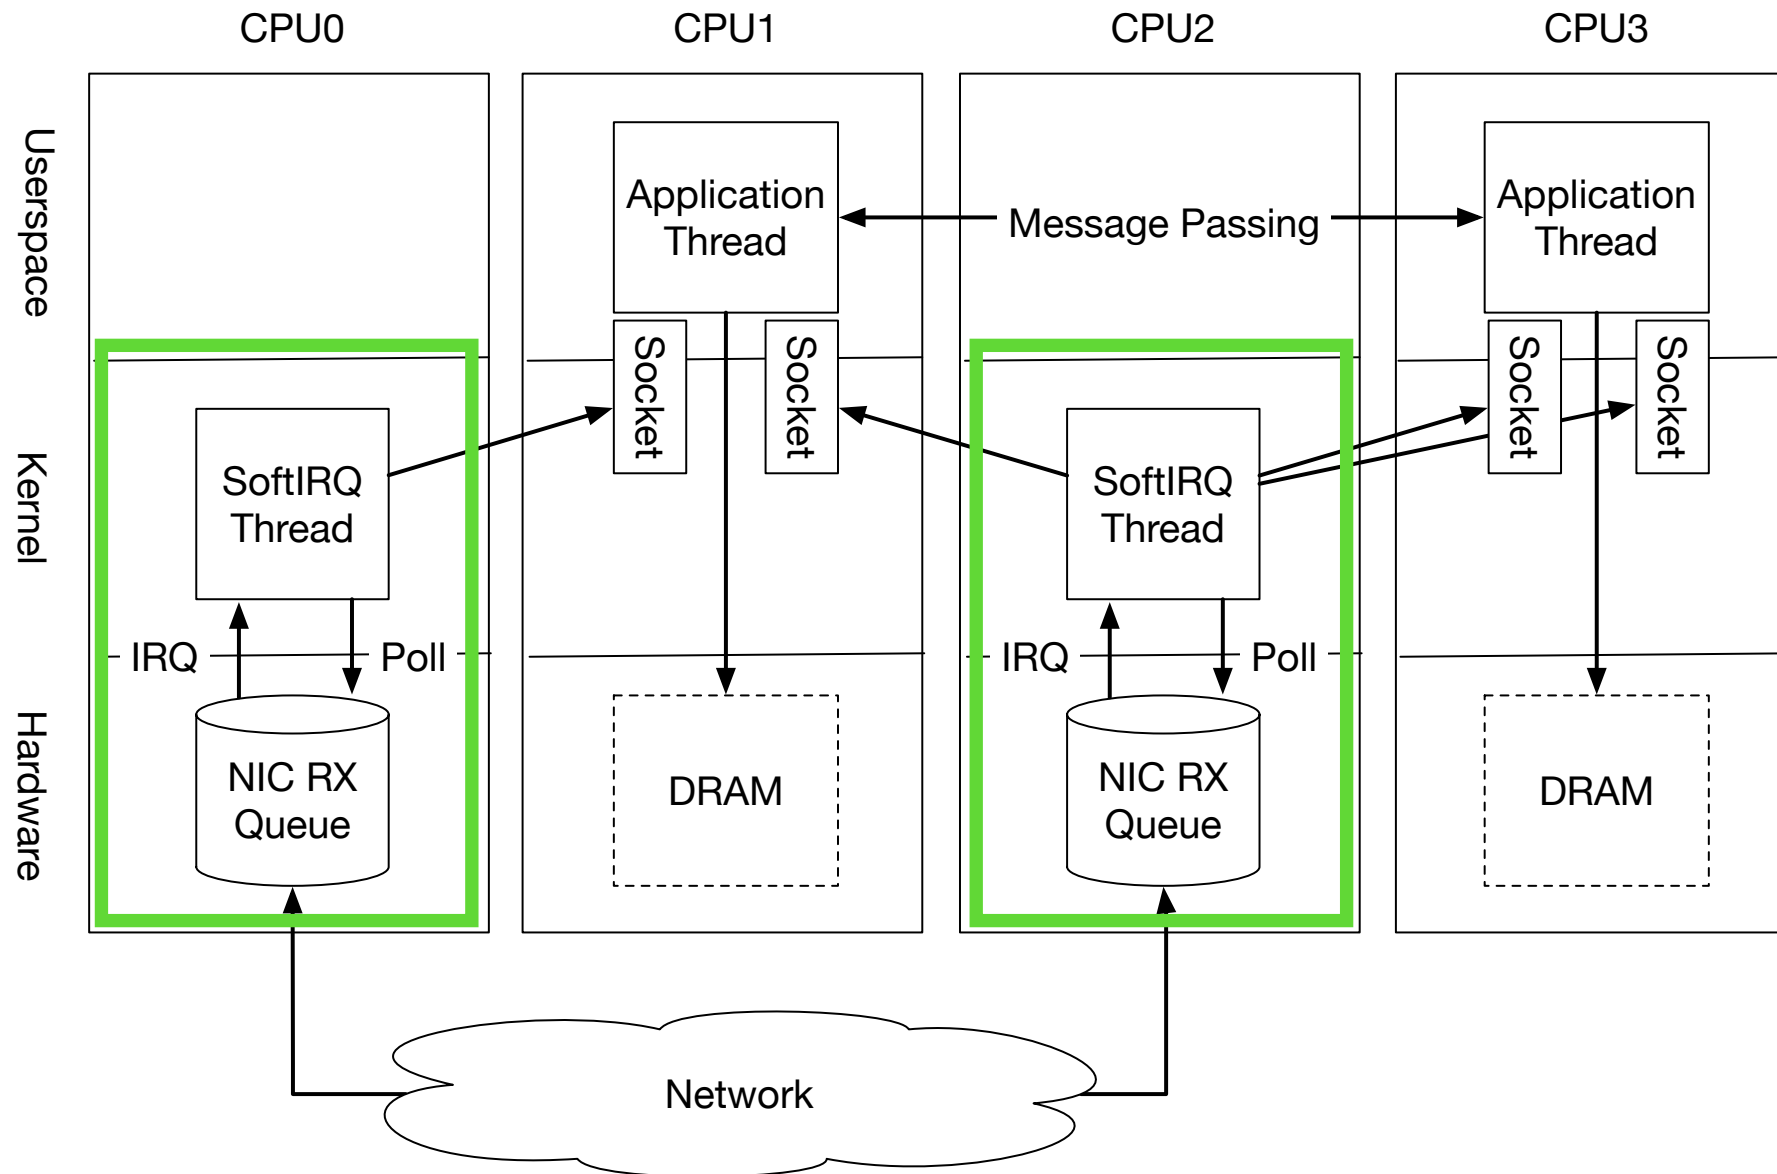 CPU0
CPU1
CPU2
CPU3
Userspace
Application
Thread
Message Passing
Application
Thread
Socket
Socket
Socket
Socket
Kernel
SoftIRQ
Thread
SoftIRQ
Thread
IRQ
Poll
IRQ
Poll
Hardware
NIC RX
Queue
DRAM
NIC RX
Queue
DRAM
Network